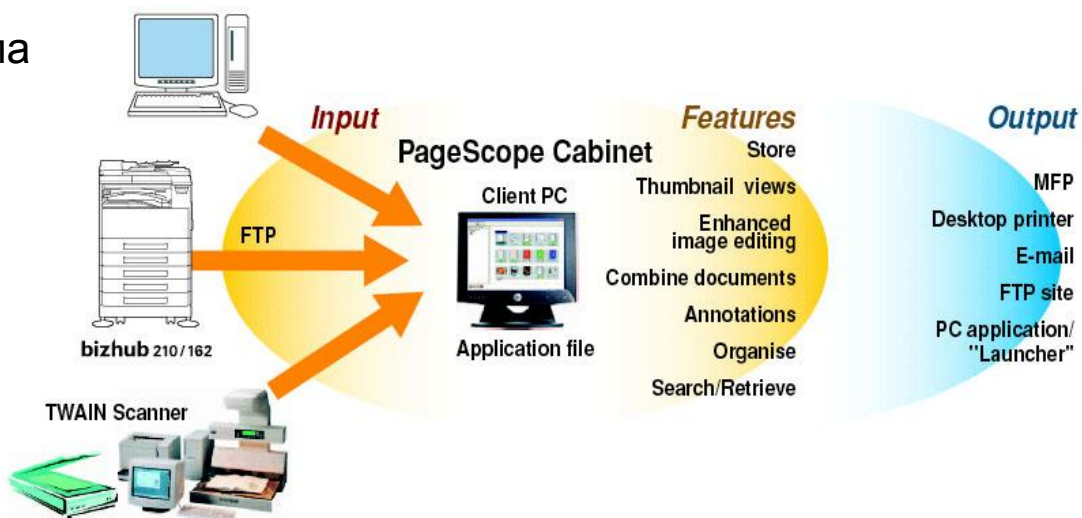 Input
Features
Output
PageScope Cabinet
Client PC
FTP
Application file
bizhub 210/162
TWAIN Scanner
Store
Thumbnail views
Enhanced
image editing
Combine documents
Annotations
Organise
Search/Retrieve
MFP
Desktop printer
E-mail
FTP site
PC application/
"Launcher"